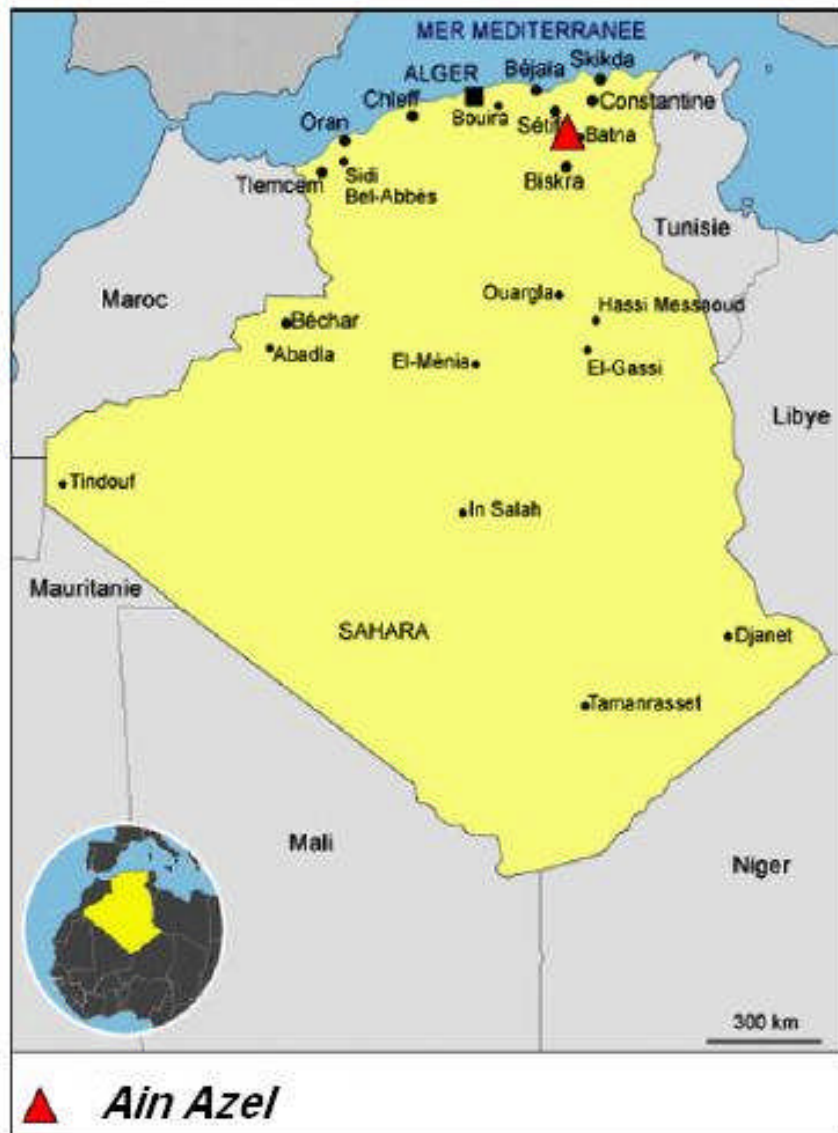 MER MEDITERRANEE
Skikda
Béjaïa
ALGER
Constantine
Chleff
Bouira
Sétif
Oran
Batna
Sidi
Bel-Abbès
Tlemcem
Biskra
Tunisie
Maroc
Ouargla
Hassi Messaoud
Béchar
Abadla
El-Ménia
El-Gassi
Libye
Tindouf
In Salah
Mauritanie
SAHARA
Djanet
Tamanrasset
Mali
Niger
300 km
Ain Azel